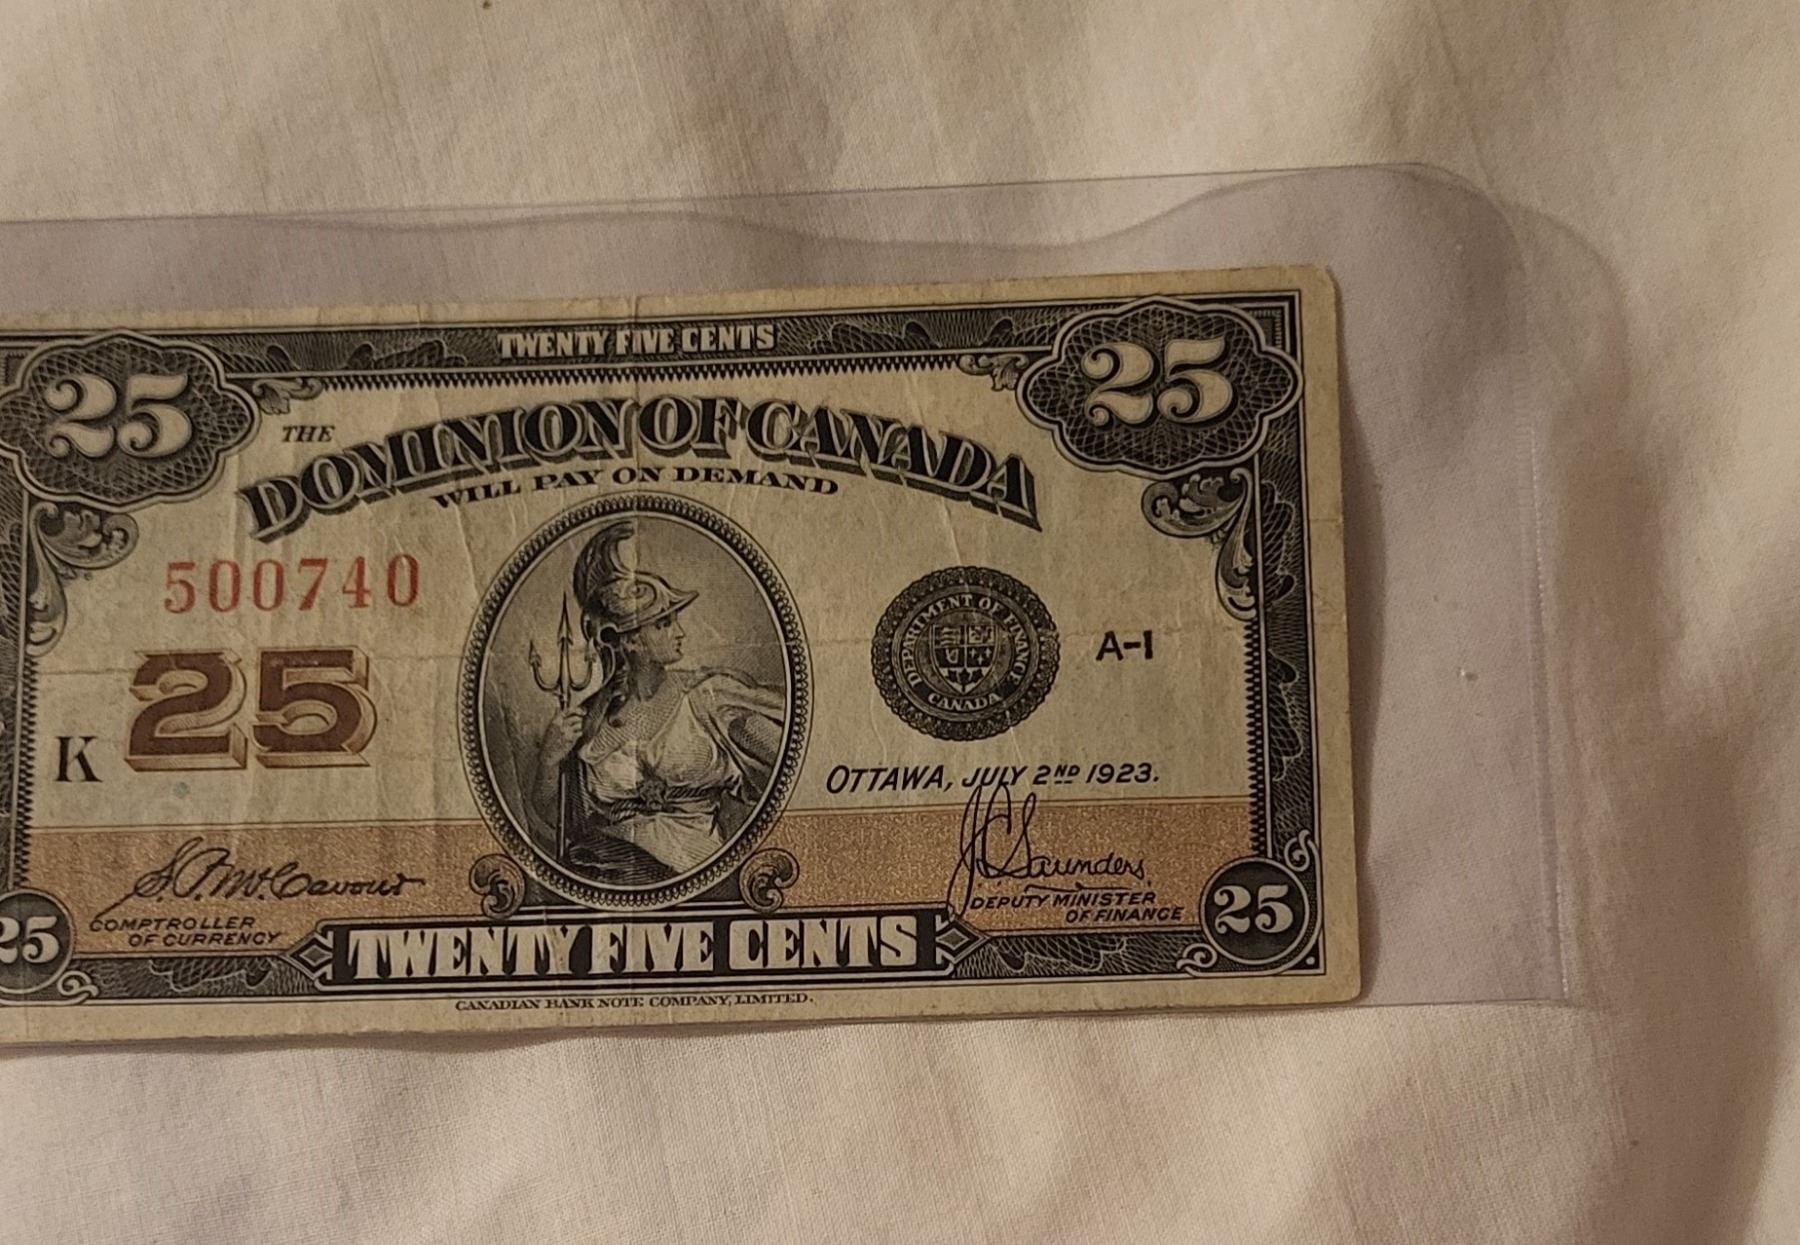 TWENTY FIVE CENTS
25 25
THE
DOMINION OF CANADA
WILL PAY ON DEMAND
500740
DEPARTMENT OF FINANCE
CANADA
A-1
25
K
OTTAWA, JULY 2ND 1923.
J.C. Saunders
COMPTROLLER
OF CURRENCY
DEPUTY MINISTER
OF FINANCE
25
25
TWENTY FIVE CENTS
CANADIAN BANK NOTE COMPANY, LIMITED.